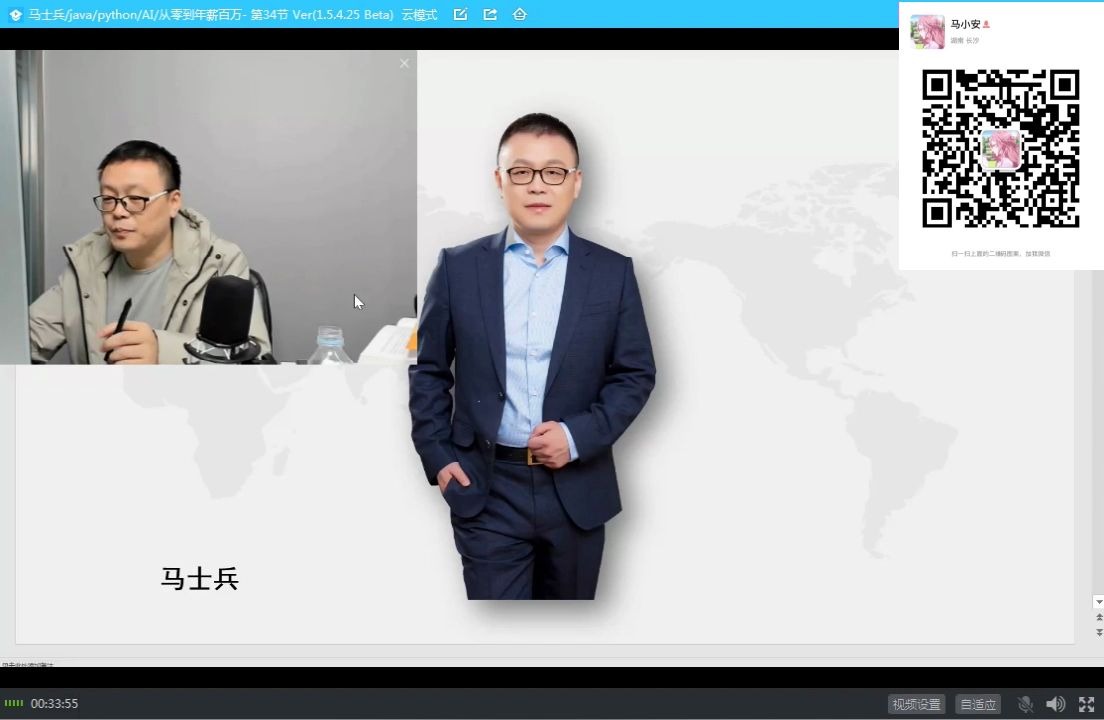 马士兵/java/python/AI/从零到年薪百万- 第34节 Ver(1.5.4.25 Beta) 云模式
马小安
湖南 长沙
扫一扫上面的二维码图案，加我微信
马士兵
00:33:55
视频设置
自适应